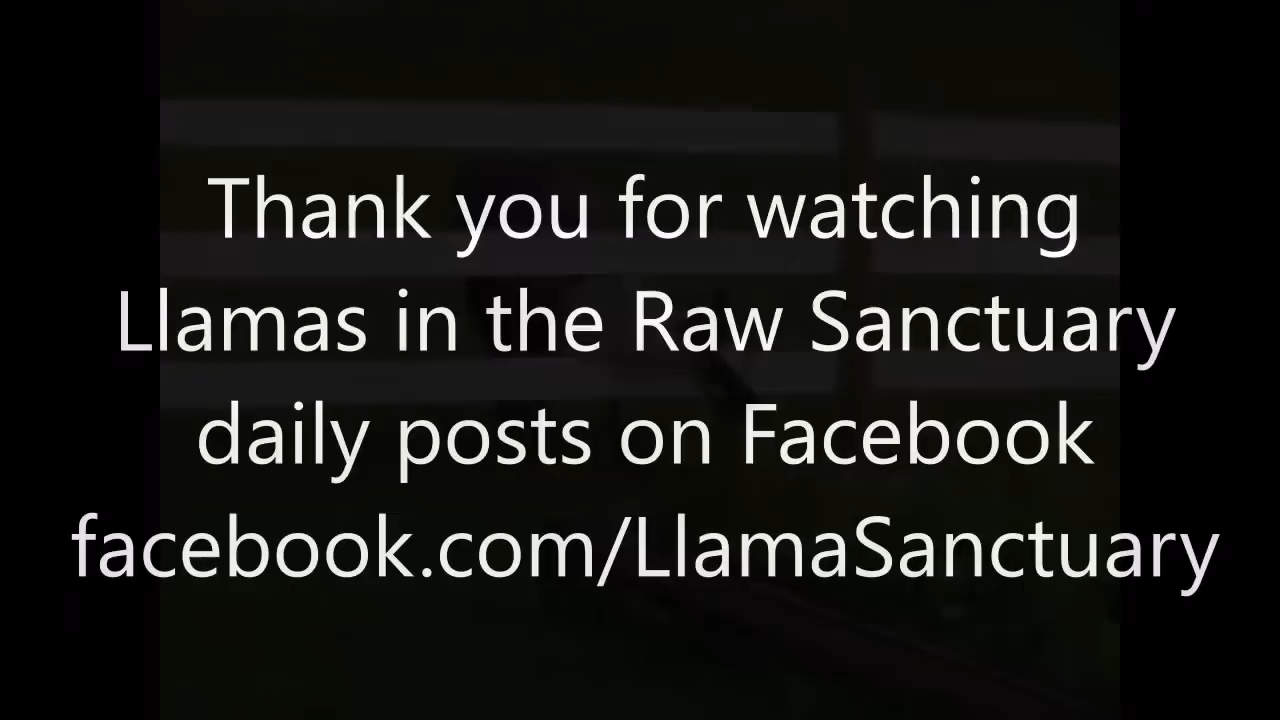 Thank you for watching
Llamas in the Raw Sanctuary
daily posts on Facebook
facebook.com/LlamaSanctuary